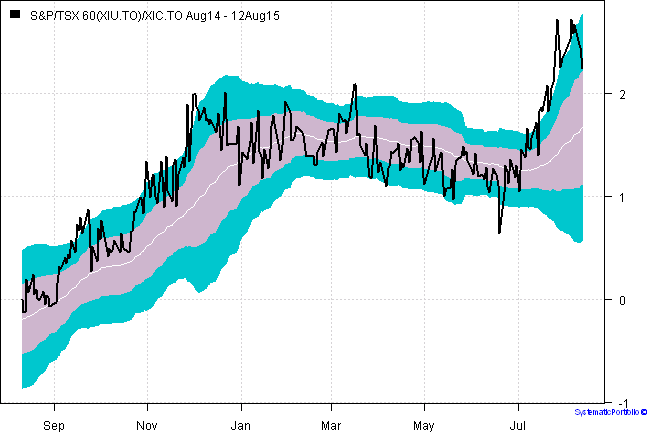 S&P/TSX 60(XIU.TO)/XIC.TO Aug14 - 12Aug15
2
1
0
-1
SystematicPortfolio ©
Sep Nov Jan Mar May Jul